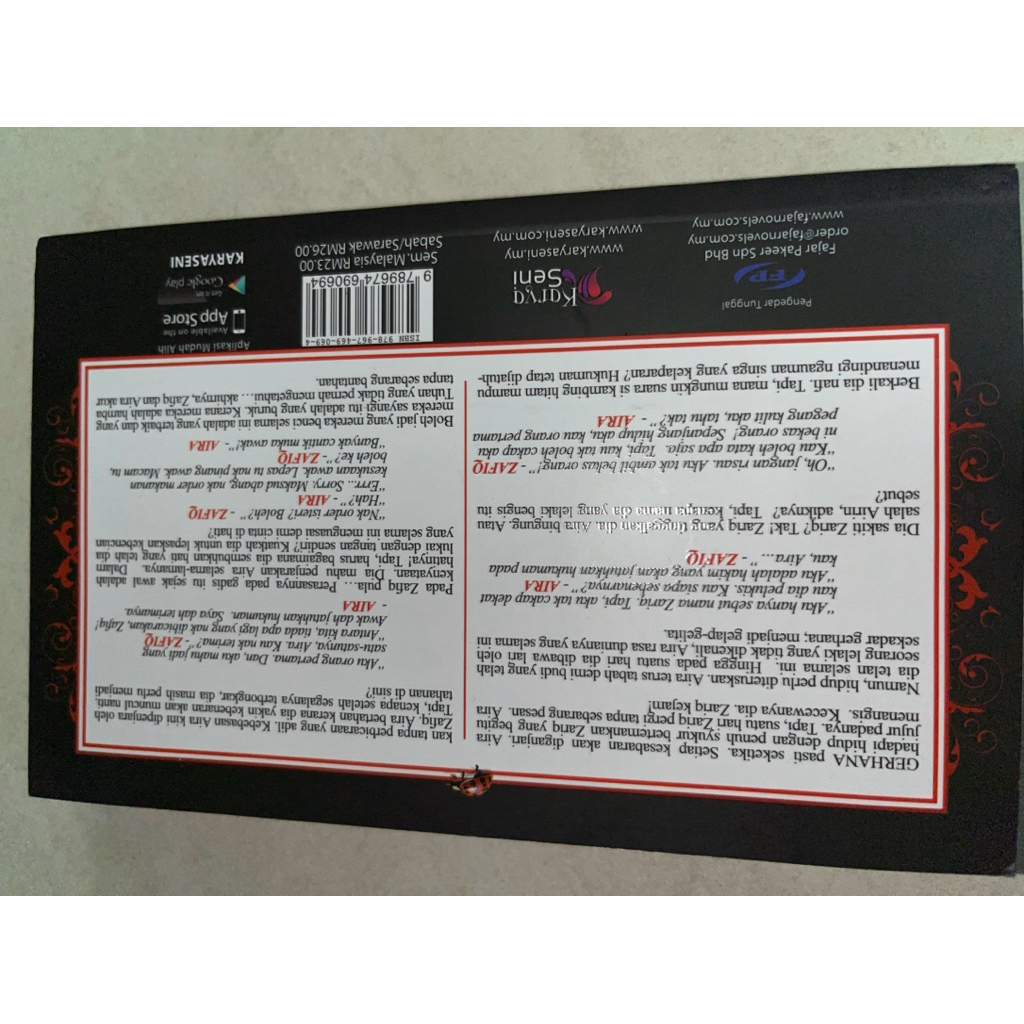 GERHANA pasti seketika. Setiap kesabaran akan diganjari. Aira
hadapi hidup dengan penuh syukur bertemankan Zariq yang begitu
jujur padanya. Tapi, suatu hari Zariq pergi tanpa sebarang pesan. Aira
menangis. Kecewanya dia. Zariq kejam!
Namun, hidup perlu diteruskan. Aira terus tabah demi budi yang telah
dia telan selama ini. Hingga pada suatu hari dia dibawa lari oleh
seorang lelaki yang tidak dikenali, Aira rasa dunianya yang selama ini
sekadar gerhana, menjadi gelap-gelita.
“Aku hanya sebut nama Zaria. Tapi, aku tak cakap dekat
kau dia pelukis. Kau siapa sebenarnya?” - AIRA
“Aku adalah hakim yang akan jatuhkan hukuman pada
kau, Aira... ” - ZAFIQ
Dia sakiti Zariq? Tak! Zariq yang tinggalkan dia. Aira bingung. Atau
salah Airin, adiknya? Tapi, kenapa nama dia yang lelaki bengis itu
sebut?
“Oh, jangan risau. Aku tak ambil bekas orang!” - ZAFIQ
“Kau boleh kata apa saja. Tapi, kau tak boleh cakap aku
ni bekas orang! Sepanjang hidup aku, kau orang pertama
pegang kulit aku, tahu tak?” - AIRA
Berkali dia nafi. Tapi, mana mungkin suara si kambing hitam mampu
menandingi ngauman singa yang kelaparan? Hukuman tetap dijatuh-
kan tanpa perbicaraan yang adil. Kebebasan Aira kini dipenjara oleh
Zafiq. Aira bertahan kerana dia yakin kebenaran akan muncul nanti.
Tapi, kenapa setelah segalanya terbongkar, dia masih perlu menjadi
tahanan di sini?
“Aku orang pertama. Dan, aku mahu jadi yang
satu-satunya, Aira. Kau nak terima?” - ZAFIQ
“Antara kita, tiada apa lagi yang nak dibicarakan, Zafiq!
Awak dah jatuhkan hukuman. Saya dah terimanya.
- AIRA
Pada Zafiq pula... Perasannya pada gadis itu sejak awal adalah
kenyataan. Dia mahu penjarakan Aira selama-lamanya. Dalam
hatinya! Tapi, harus bagaimana dia sembuhkan hati yang telah dia
lukai dengan tangan sendiri? Kuatkah dia untuk lepaskan kebencian
yang selama ini menguasai demi cinta di hati?
“Nak order isteri? Boleh?” - ZAFIQ
“Hah?” - AIRA
“Errr... Sorry. Maksud abang, nak order makanan
kesukaan awak. Lepas tu nak pinang awak. Macam tu,
boleh ke?” - ZAFIQ
“Banyak cantik muka awak!”- AIRA
Boleh jadi yang mereka benci selama ini adalah yang terbaik dan yang
mereka sayangi itu adalah yang buruk. Kerana mereka adalah hamba
Tuhan yang tidak pernah mengetahui... akhirnya, Zafiq dan Aira akur
tanpa sebarang bantahan.
Pengedar Tunggal
FP
Fajar Pakeer Sdn Bhd
order@fajarnovels.com.my
www.fajarnovels.com.my
Karya
Seni
www.karyaseni.my
www.karyaseni.com.my
ISBN 978-967-469-069-4
9 789674 690694
Sem. Malaysia RM23.00
Sabah/Sarawak RM26.00
Aplikasi Mudah Alih
Available on the
App Store
Get it on
Google play
KARYASENI